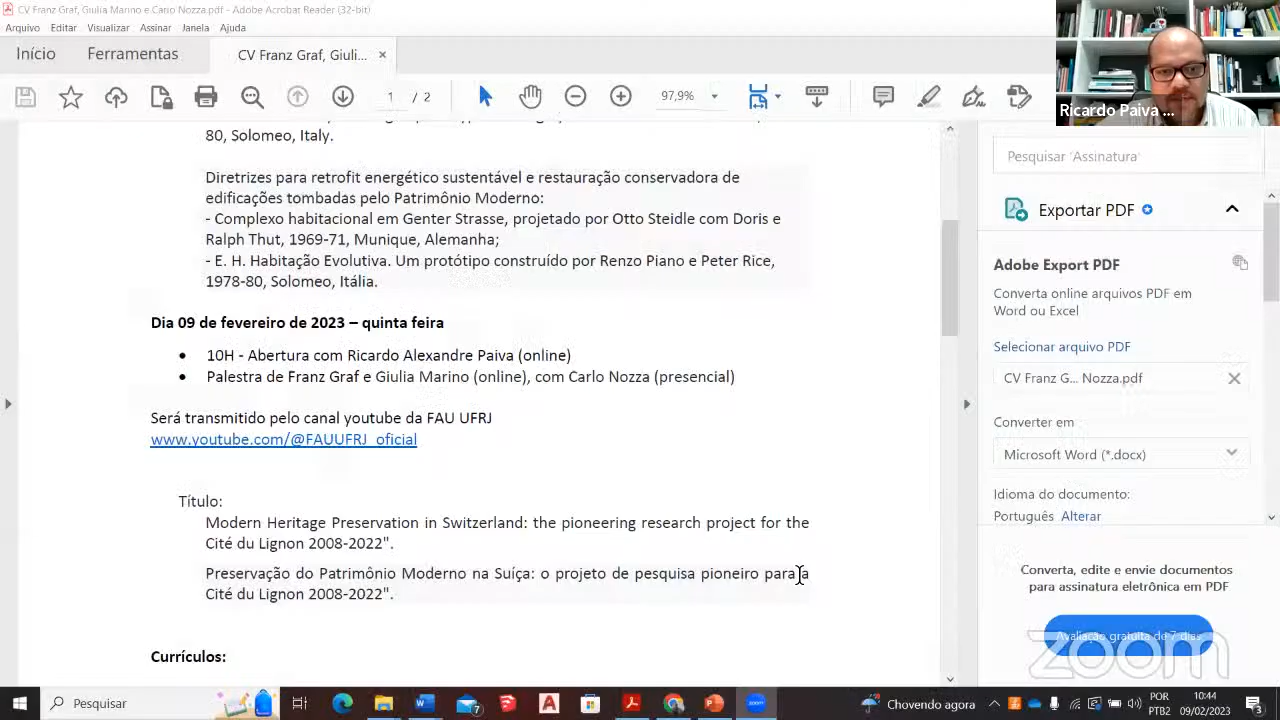 CV Franz Graf, Giulia Marino e Carlo Nozza.pdf - Adobe Acrobat Reader (32-bit)
Arquivo Editar Visualizar Assinar Janela Ajuda
Início Ferramentas CV Franz Graf, Giuli...
1 / 2 97,9%
Ricardo Paiva ...
80, Solomeo, Italy.
Diretrizes para retrofit energético sustentável e restauração conservadora de
edificações tombadas pelo Patrimônio Moderno:
- Complexo habitacional em Genter Strasse, projetado por Otto Steidle com Doris e
Ralph Thut, 1969-71, Munique, Alemanha;
- E. H. Habitação Evolutiva. Um protótipo construído por Renzo Piano e Peter Rice,
1978-80, Solomeo, Itália.
Dia 09 de fevereiro de 2023 – quinta feira
• 10H - Abertura com Ricardo Alexandre Paiva (online)
• Palestra de Franz Graf e Giulia Marino (online), com Carlo Nozza (presencial)
Será transmitido pelo canal youtube da FAU UFRJ
www.youtube.com/@FAUUFRJ_oficial
Título:
Modern Heritage Preservation in Switzerland: the pioneering research project for the
Cité du Lignon 2008-2022".
Preservação do Patrimônio Moderno na Suíça: o projeto de pesquisa pioneiro para a
Cité du Lignon 2008-2022".
Currículos:
Pesquisar 'Assinatura'
Exportar PDF
Adobe Export PDF
Converta online arquivos PDF em
Word ou Excel
Selecionar arquivo PDF
CV Franz G... Nozza.pdf
Converter em
Microsoft Word (*.docx)
Idioma do documento:
Português Alterar
Converta, edite e envie documentos
para assinatura eletrônica em PDF
Avaliação gratuita de 7 dias
zoom
Pesquisar
Chovendo agora
POR
PTB2
10:44
09/02/2023